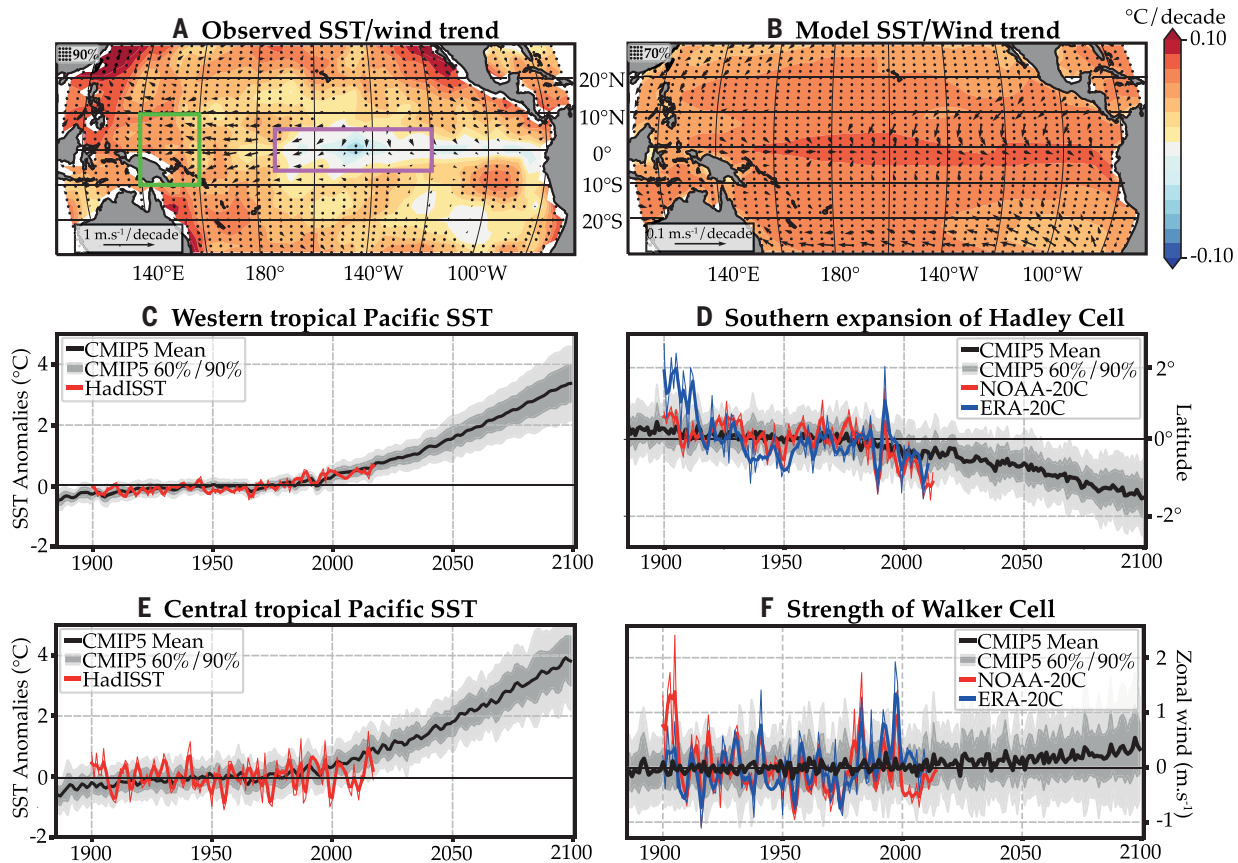 A Observed SST/wind trend
B Model SST/Wind trend
°C/decade
90%
70%
0.10
-0.10
20°N
10°N
0°
10°S
20°S
1 m.s⁻¹/decade
0.1 m.s⁻¹/decade
140°E 180° 140°W 100°W
140°E 180° 140°W 100°W
C Western tropical Pacific SST
CMIP5 Mean
CMIP5 60%/90%
HadISST
SST Anomalies (°C)
4
2
0
-2
1900 1950 2000 2050 2100
D Southern expansion of Hadley Cell
CMIP5 Mean
CMIP5 60%/90%
NOAA-20C
ERA-20C
2°
0°
-2°
Latitude
1900 1950 2000 2050 2100
E Central tropical Pacific SST
CMIP5 Mean
CMIP5 60%/90%
HadISST
SST Anomalies (°C)
4
2
0
-2
1900 1950 2000 2050 2100
F Strength of Walker Cell
CMIP5 Mean
CMIP5 60%/90%
NOAA-20C
ERA-20C
2
1
0
-1
Zonal wind (m.s⁻¹)
1900 1950 2000 2050 2100